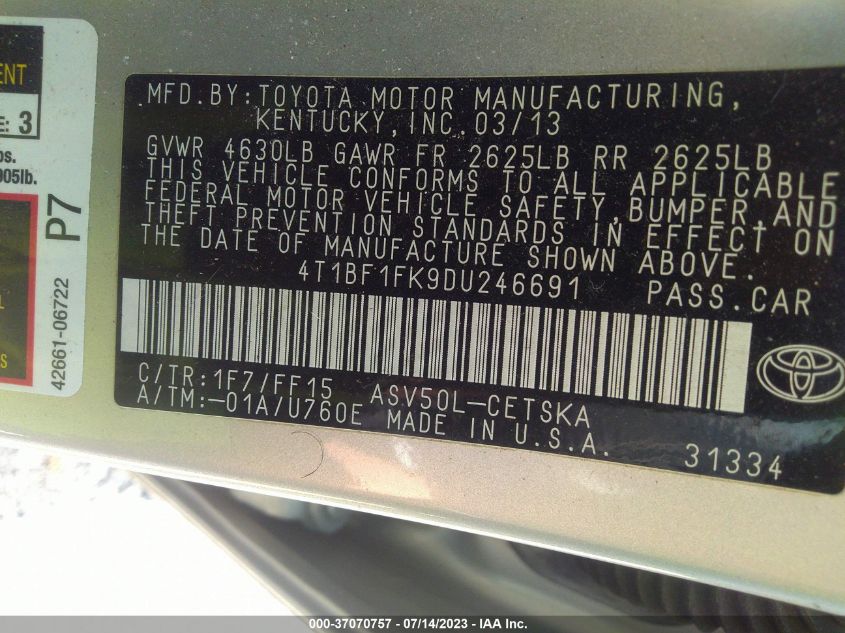 ENT
E: 3
os.
905lb.
P7
42661-06722
L
S
MFD. BY: TOYOTA MOTOR MANUFACTURING,
KENTUCKY, INC. 03/13
GVWR 4630LB GAWR FR 2625LB RR 2625LB
THIS VEHICLE CONFORMS TO ALL APPLICABLE
FEDERAL MOTOR VEHICLE SAFETY, BUMPER, AND
THEFT PREVENTION STANDARDS IN EFFECT ON
THE DATE OF MANUFACTURE SHOWN ABOVE.
4T1BF1FK9DU246691 PASS. CAR
C/TR: 1F7/FF15 ASV50L-CETSKA
A/TM: -01A/U760E MADE IN U.S.A.
31334
000-37070757 / 07/14/2023 - © IAA Inc.